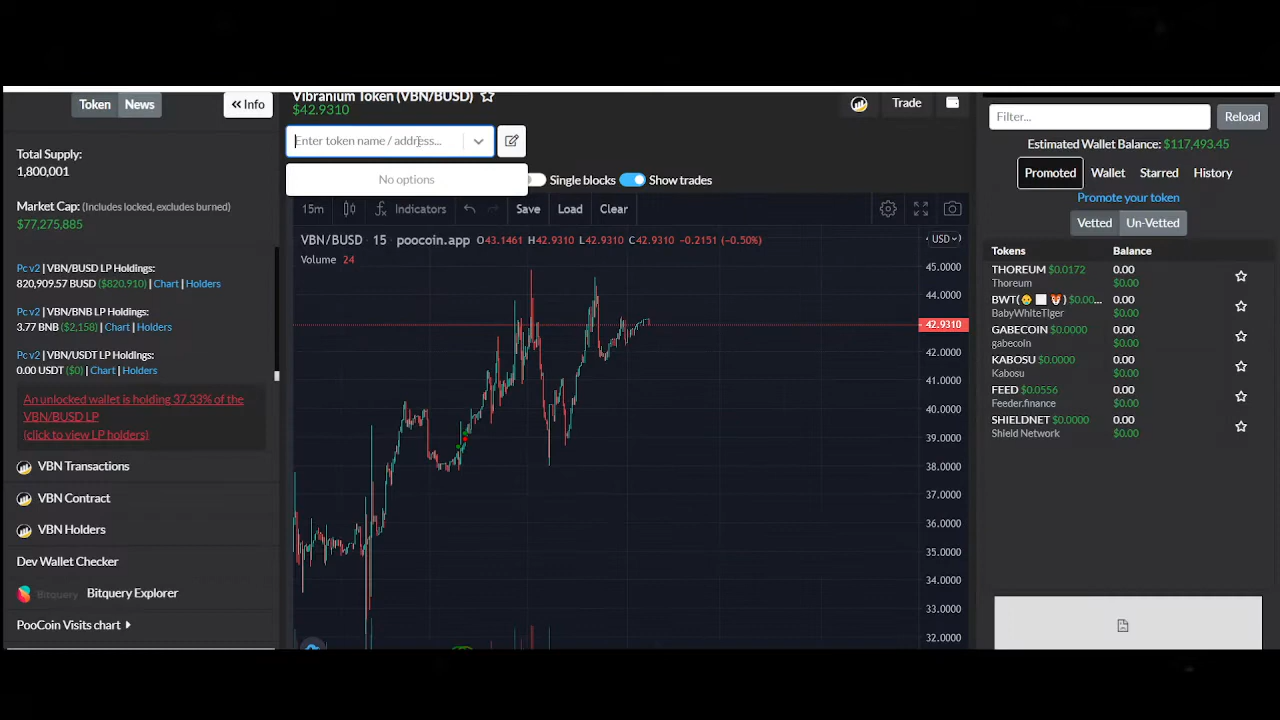 Token
News
Info
Total Supply:
1,800,001
Market Cap: (Includes locked, excludes burned)
$77,275,885
Pc v2 | VBN/BUSD LP Holdings:
820,909.57 BUSD ($820,910) | Chart | Holders
Pc v2 | VBN/BNB LP Holdings:
3.77 BNB ($2,158) | Chart | Holders
Pc v2 | VBN/USDT LP Holdings:
0.00 USDT ($0) | Chart | Holders
An unlocked wallet is holding 37.33% of the
VBN/BUSD LP
(click to view LP holders)
VBN Transactions
VBN Contract
VBN Holders
Dev Wallet Checker
Bitquery Bitquery Explorer
PooCoin Visits chart
Vibranium Token (VBN/BUSD)
$42.9310
Trade
Enter token name / address...
No options
Single blocks
Show trades
15m
Indicators
Save
Load
Clear
VBN/BUSD · 15 · poocoin.app O43.1461 H42.9310 L42.9310 C42.9310 -0.2151 (-0.50%)
Volume 24
USD
45.0000
44.0000
42.9310
42.0000
41.0000
40.0000
39.0000
38.0000
37.0000
36.0000
35.0000
34.0000
33.0000
32.0000
Filter...
Reload
Estimated Wallet Balance: $117,493.45
Promoted
Wallet
Starred
History
Promote your token
Vetted
Un-Vetted
Tokens Balance
THOREUM $0.0172 0.00
Thoreum $0.00
BWT(😢⬜🐯) $0.00... 0.00
BabyWhiteTIger $0.00
GABECOIN $0.0000 0.00
gabecoin $0.00
KABOSU $0.0000 0.00
Kabosu $0.00
FEED $0.0556 0.00
Feeder.finance $0.00
SHIELDNET $0.0000 0.00
Shield Network $0.00